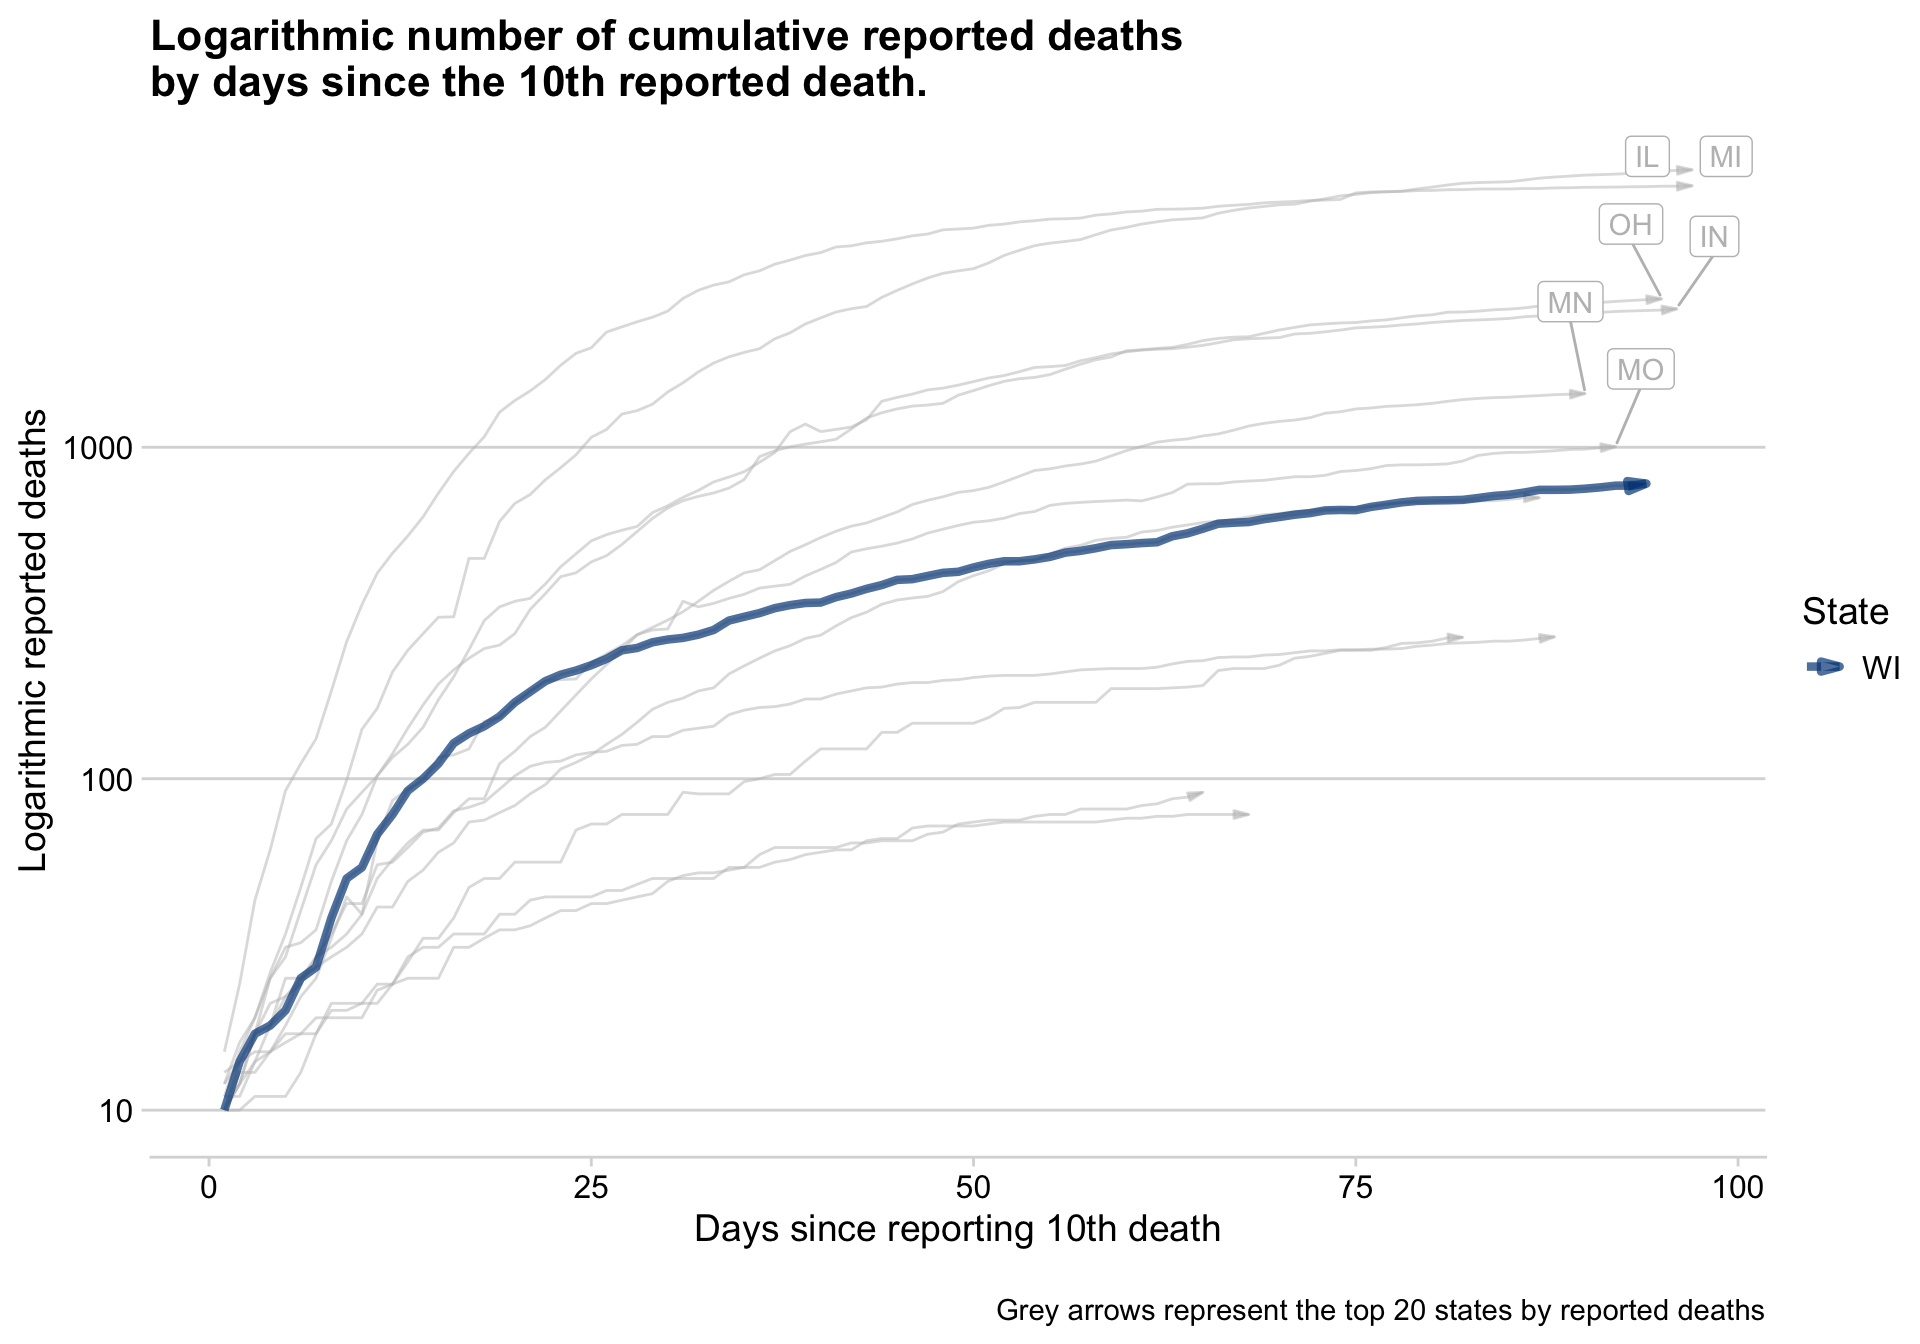 Logarithmic number of cumulative reported deaths
by days since the 10th reported death.
IL
MI
OH
IN
MN
MO
1000
100
10
Logarithmic reported deaths
State
WI
0
25
50
75
100
Days since reporting 10th death
Grey arrows represent the top 20 states by reported deaths